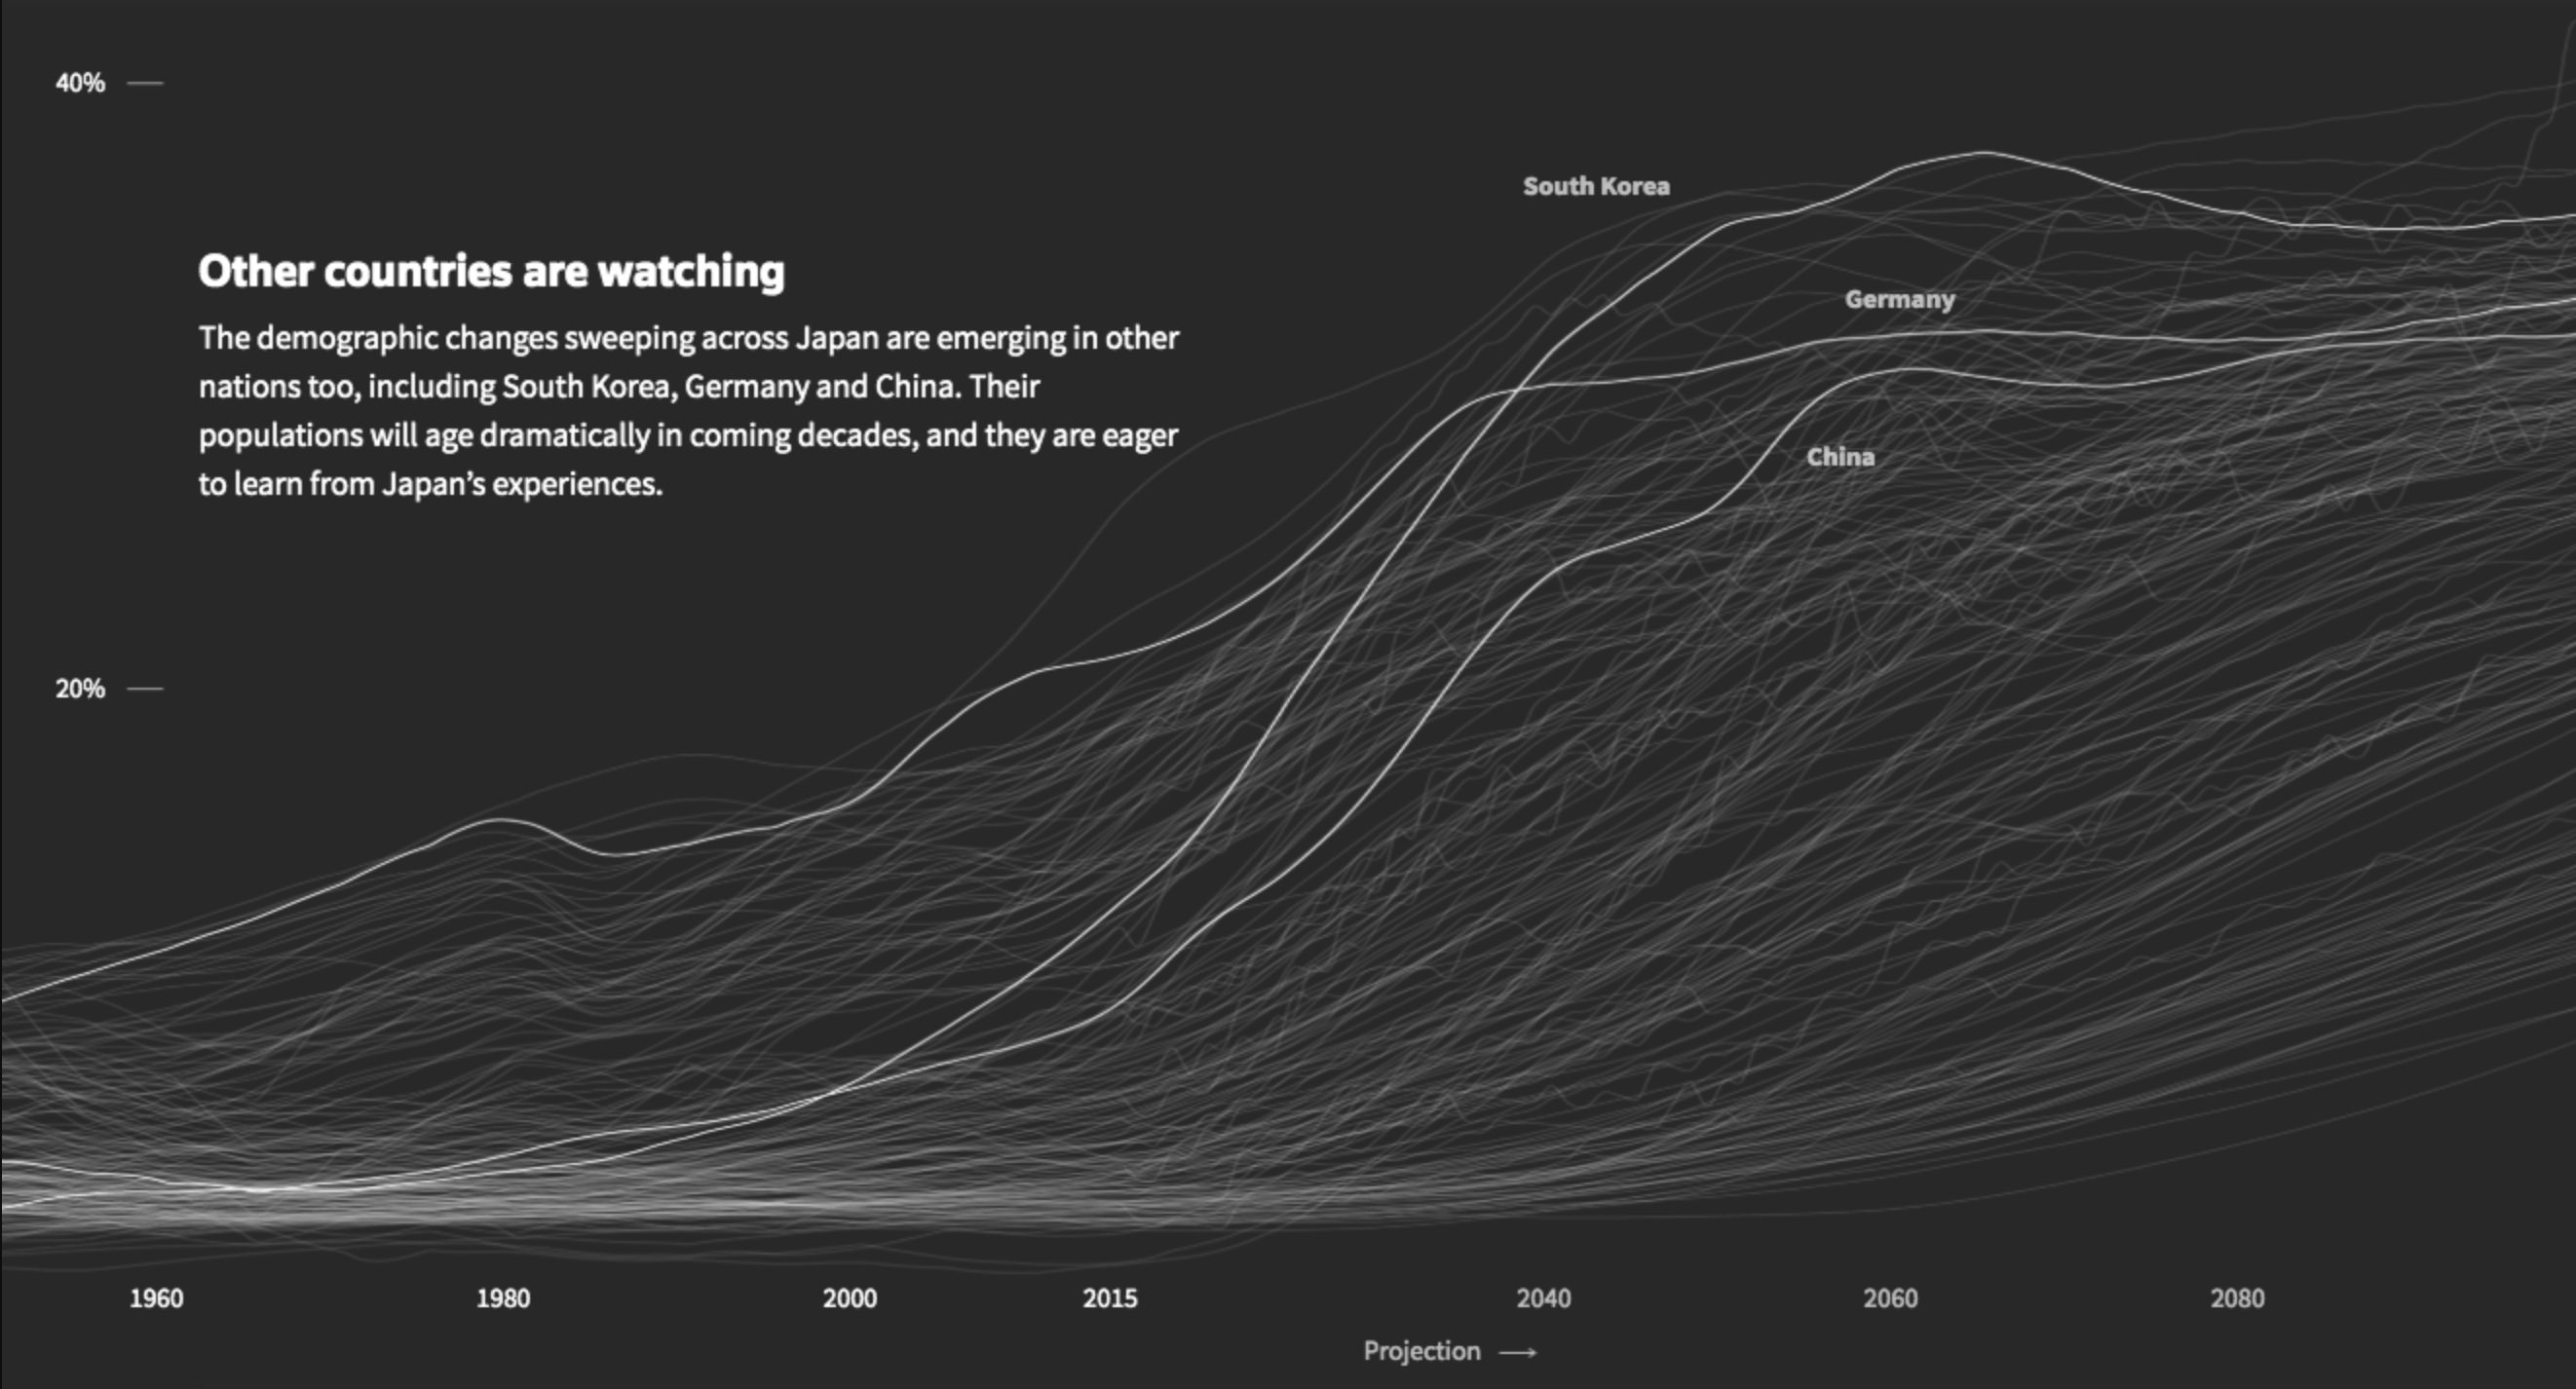 40%
South Korea
Other countries are watching
Germany
The demographic changes sweeping across Japan are emerging in other
nations too, including South Korea, Germany and China. Their
populations will age dramatically in coming decades, and they are eager
to learn from Japan’s experiences.
China
20%
1960 1980 2000 2015 2040 2060 2080
Projection →